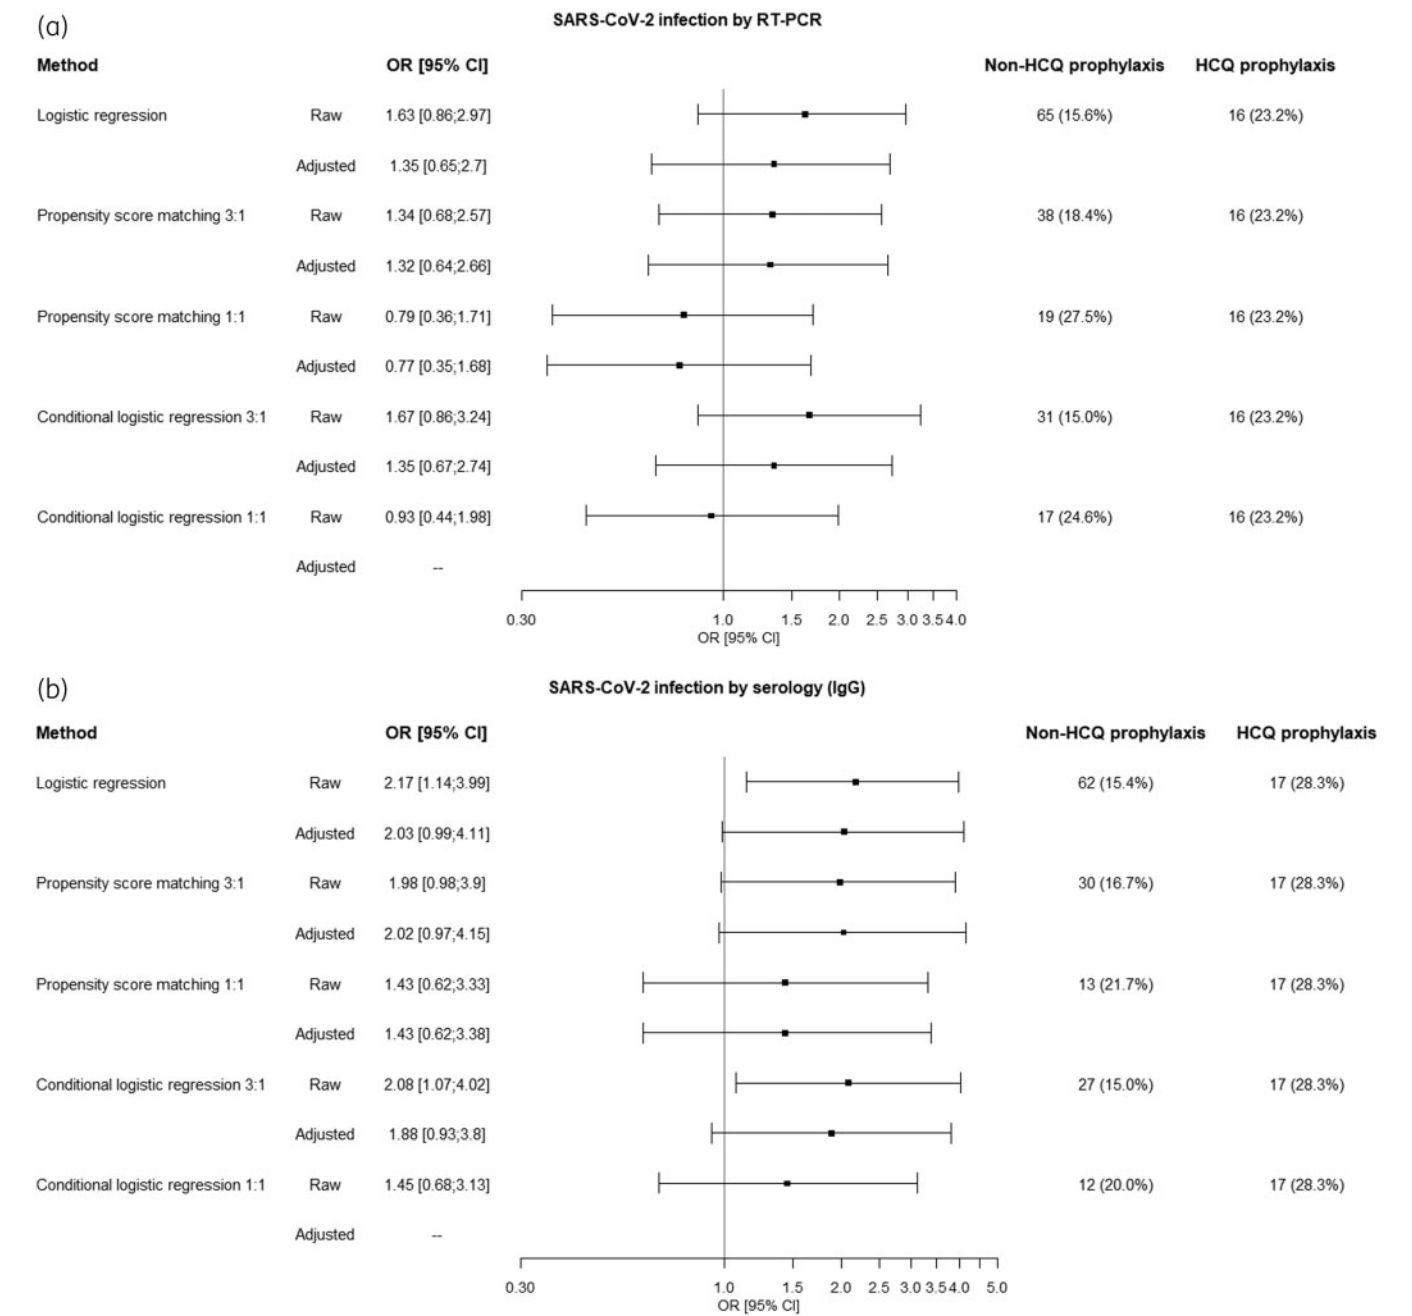 (a)
SARS-CoV-2 infection by RT-PCR
Method OR [95% CI] Non-HCQ prophylaxis HCQ prophylaxis
Logistic regression Raw 1.63 [0.86;2.97] 65 (15.6%) 16 (23.2%)
Adjusted 1.35 [0.65;2.7]
Propensity score matching 3:1 Raw 1.34 [0.68;2.57] 38 (18.4%) 16 (23.2%)
Adjusted 1.32 [0.64;2.66]
Propensity score matching 1:1 Raw 0.79 [0.36;1.71] 19 (27.5%) 16 (23.2%)
Adjusted 0.77 [0.35;1.68]
Conditional logistic regression 3:1 Raw 1.67 [0.86;3.24] 31 (15.0%) 16 (23.2%)
Adjusted 1.35 [0.67;2.74]
Conditional logistic regression 1:1 Raw 0.93 [0.44;1.98] 17 (24.6%) 16 (23.2%)
Adjusted --
0.30 1.0 1.5 2.0 2.5 3.0 3.5 4.0
OR [95% CI]
(b)
SARS-CoV-2 infection by serology (IgG)
Method OR [95% CI] Non-HCQ prophylaxis HCQ prophylaxis
Logistic regression Raw 2.17 [1.14;3.99] 62 (15.4%) 17 (28.3%)
Adjusted 2.03 [0.99;4.11]
Propensity score matching 3:1 Raw 1.98 [0.98;3.9] 30 (16.7%) 17 (28.3%)
Adjusted 2.02 [0.97;4.15]
Propensity score matching 1:1 Raw 1.43 [0.62;3.33] 13 (21.7%) 17 (28.3%)
Adjusted 1.43 [0.62;3.38]
Conditional logistic regression 3:1 Raw 2.08 [1.07;4.02] 27 (15.0%) 17 (28.3%)
Adjusted 1.88 [0.93;3.8]
Conditional logistic regression 1:1 Raw 1.45 [0.68;3.13] 12 (20.0%) 17 (28.3%)
Adjusted --
0.30 1.0 1.5 2.0 2.5 3.0 3.5 4.0 5.0
OR [95% CI]